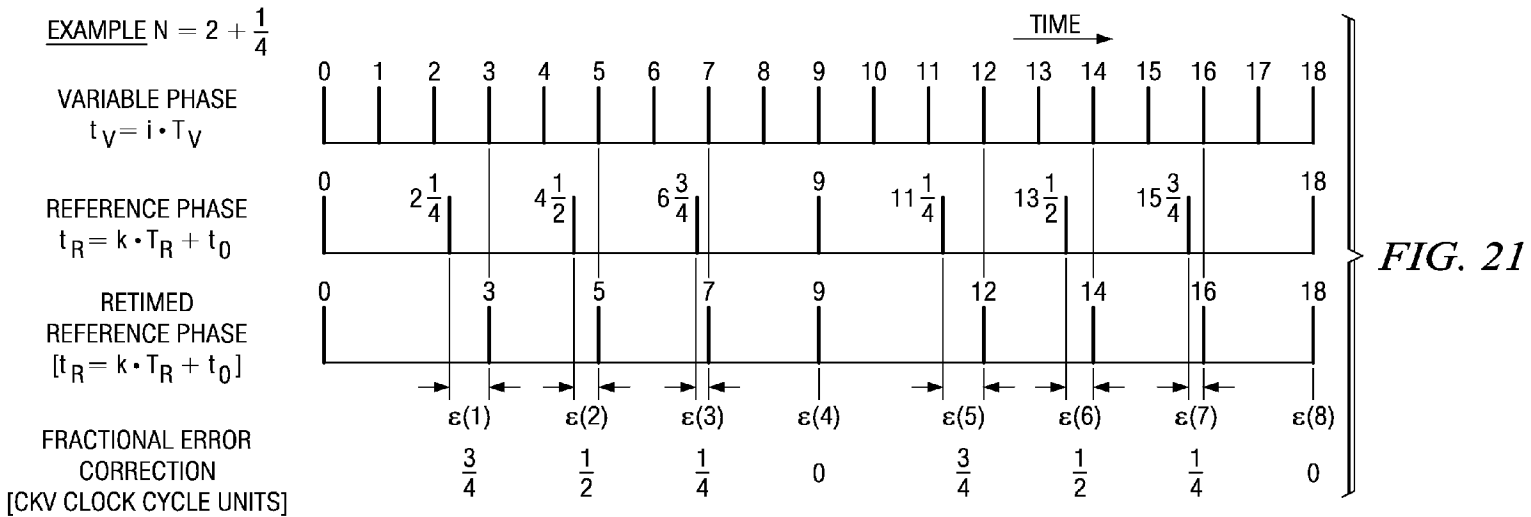 EXAMPLE N = 2 + 1/4
TIME
0 1 2 3 4 5 6 7 8 9 10 11 12 13 14 15 16 17 18
VARIABLE PHASE
t_V = i • T_V
0 2 1/4 4 1/2 6 3/4 9 11 1/4 13 1/2 15 3/4 18
REFERENCE PHASE
t_R = k • T_R + t_0
FIG. 21
0 3 5 7 9 12 14 16 18
RETIMED
REFERENCE PHASE
[t_R = k • T_R + t_0]
ε(1) ε(2) ε(3) ε(4) ε(5) ε(6) ε(7) ε(8)
FRACTIONAL ERROR
CORRECTION
[CKV CLOCK CYCLE UNITS]
3/4 1/2 1/4 0 3/4 1/2 1/4 0